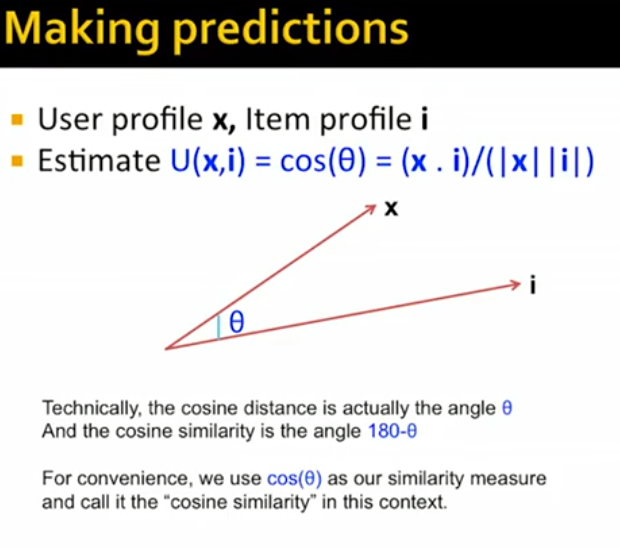 Making predictions
User profile x, Item profile i
Estimate U(x,i) = cos(θ) = (x . i)/(|x||i|)
x
i
θ
Technically, the cosine distance is actually the angle θ
And the cosine similarity is the angle 180-θ
For convenience, we use cos(θ) as our similarity measure
and call it the “cosine similarity” in this context.